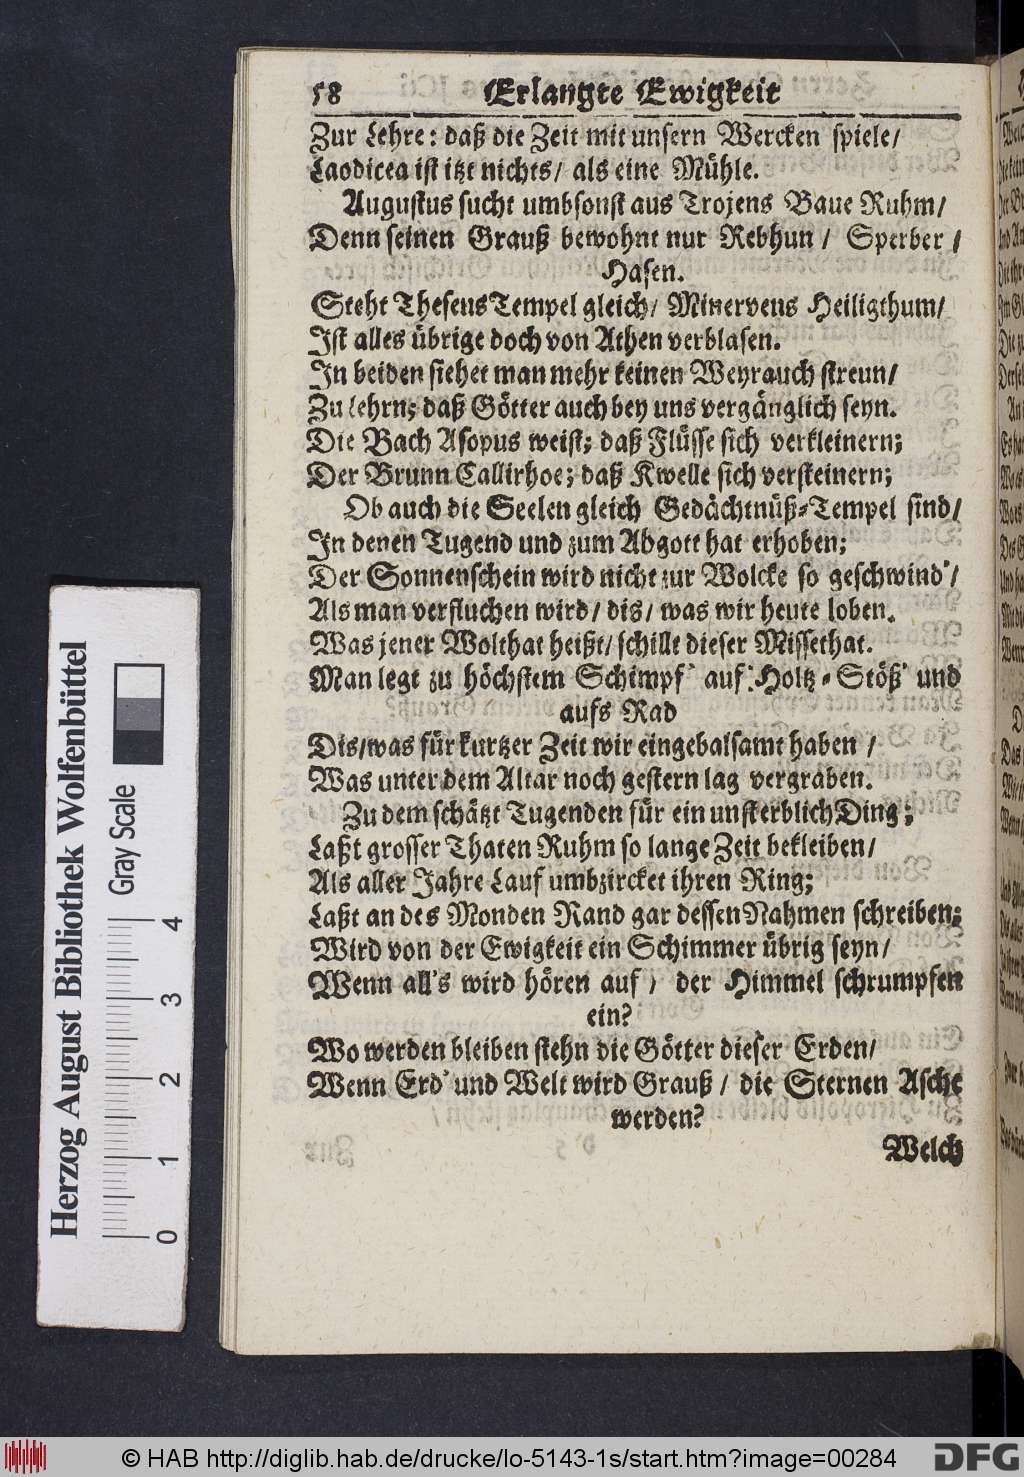 58 Erlangte Ewigkeit
Zur Lehre: daß die Zeit mit unsern Wercken spiele/
Laodicea ist itzt nichts/ als eine Mühle.
Augustus sucht umbsonst aus Trojens Baue Ruhm/
Denn seinen Grauß bewohnt nur Rebhun / Sperber /
Hasen.
Steht Theseus Tempel gleich/ Minervens Heiligthum/
Ist alles übrige doch von Athen verblasen.
In beiden siehet man mehr keinen Weyrauch streun/
Zu lehrn; daß Götter auch bey uns vergänglich seyn.
Die Bach Asopus weist; daß Flüsse sich verkleinern;
Der Brunn Callirhoe; daß Kwelle sich versteinern;
Ob auch die Seelen gleich Gedächtnüß-Tempel sind/
In denen Tugend und zum Abgott hat erhoben;
Der Sonnenschein wird nicht zur Wolcke so geschwind'/
Als man verfluchen wird/ dis/ was wir heute loben.
Was jener Wolthat heißt/ schillt dieser Missethat.
Man legt zu höchstem Schimpf' auf Holtz-Stöß' und
aufs Rad
Dis/was für kurtzer Zeit wir eingebalsamt haben /
Was unter dem Altar noch gestern lag vergraben.
Zu dem schätzt Tugenden für ein unsterblich Ding;
Laßt grosser Thaten Ruhm so lange Zeit bekleiben/
Als aller Jahre Lauf umbzircket ihren Ring;
Laßt an des Monden Rand gar dessen Nahmen schreiben;
Wird von der Ewigkeit ein Schimmer übrig seyn/
Wenn all's wird hören auf / der Himmel schrumpfen
ein?
Wo werden bleiben stehn die Götter dieser Erden/
Wenn Erd' und Welt wird Grauß / die Sternen Asche
werden?
Welch
Herzog August Bibliothek Wolfenbüttel
Gray Scale
0 1 2 3 4
© HAB http://diglib.hab.de/drucke/lo-5143-1s/start.htm?image=00284
DFG